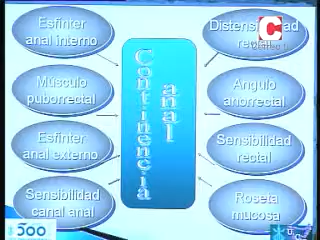 Esfínter
anal interno
Músculo
puborrectal
Esfínter
anal externo
Sensibilidad
canal anal
Continencia
anal
rectal
Angulo
anorrectal
Sensibilidad
rectal
Roseta
mucosa
500